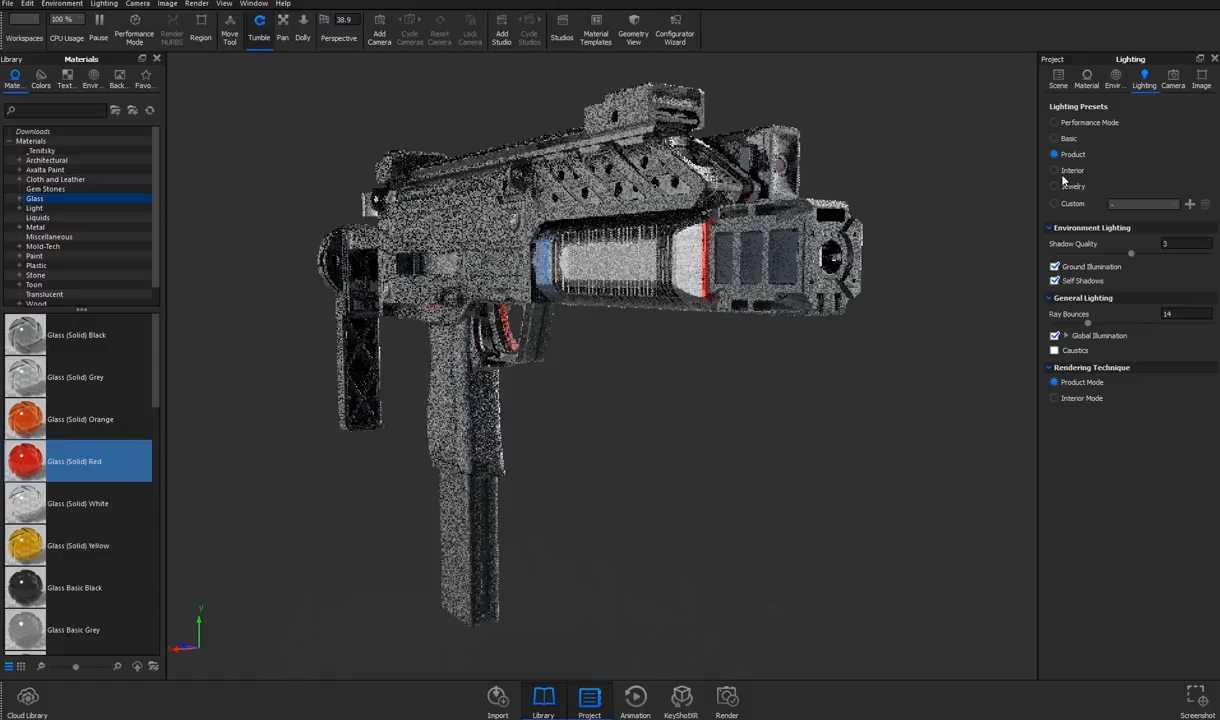 File Edit Environment Lighting Camera Image Render View Window Help
100 %
38.9
Workspaces CPU Usage Pause Performance Mode Render NURBS Region Move Tool Tumble Pan Dolly Perspective Add Camera Cycle Cameras Reset Camera Lock Camera Add Studio Cycle Studios Studios Material Templates Geometry View Configurator Wizard
Library Materials
Mate... Colors Text... Envir... Back... Favo...
Downloads
Materials
_Tenitsky
Architectural
Axalta Paint
Cloth and Leather
Gem Stones
Glass
Light
Liquids
Metal
Miscellaneous
Mold-Tech
Paint
Plastic
Stone
Toon
Translucent
Wood
Glass (Solid) Black
Glass (Solid) Grey
Glass (Solid) Orange
Glass (Solid) Red
Glass (Solid) White
Glass (Solid) Yellow
Glass Basic Black
Glass Basic Grey
y
Project Lighting
Scene Material Envir... Lighting Camera Image
Lighting Presets
Performance Mode
Basic
Product
Interior
Jewelry
Custom -
Environment Lighting
Shadow Quality 3
Ground Illumination
Self Shadows
General Lighting
Ray Bounces 14
Global Illumination
Caustics
Rendering Technique
Product Mode
Interior Mode
Cloud Library Import Library Project Animation KeyShotXR Render Screenshot